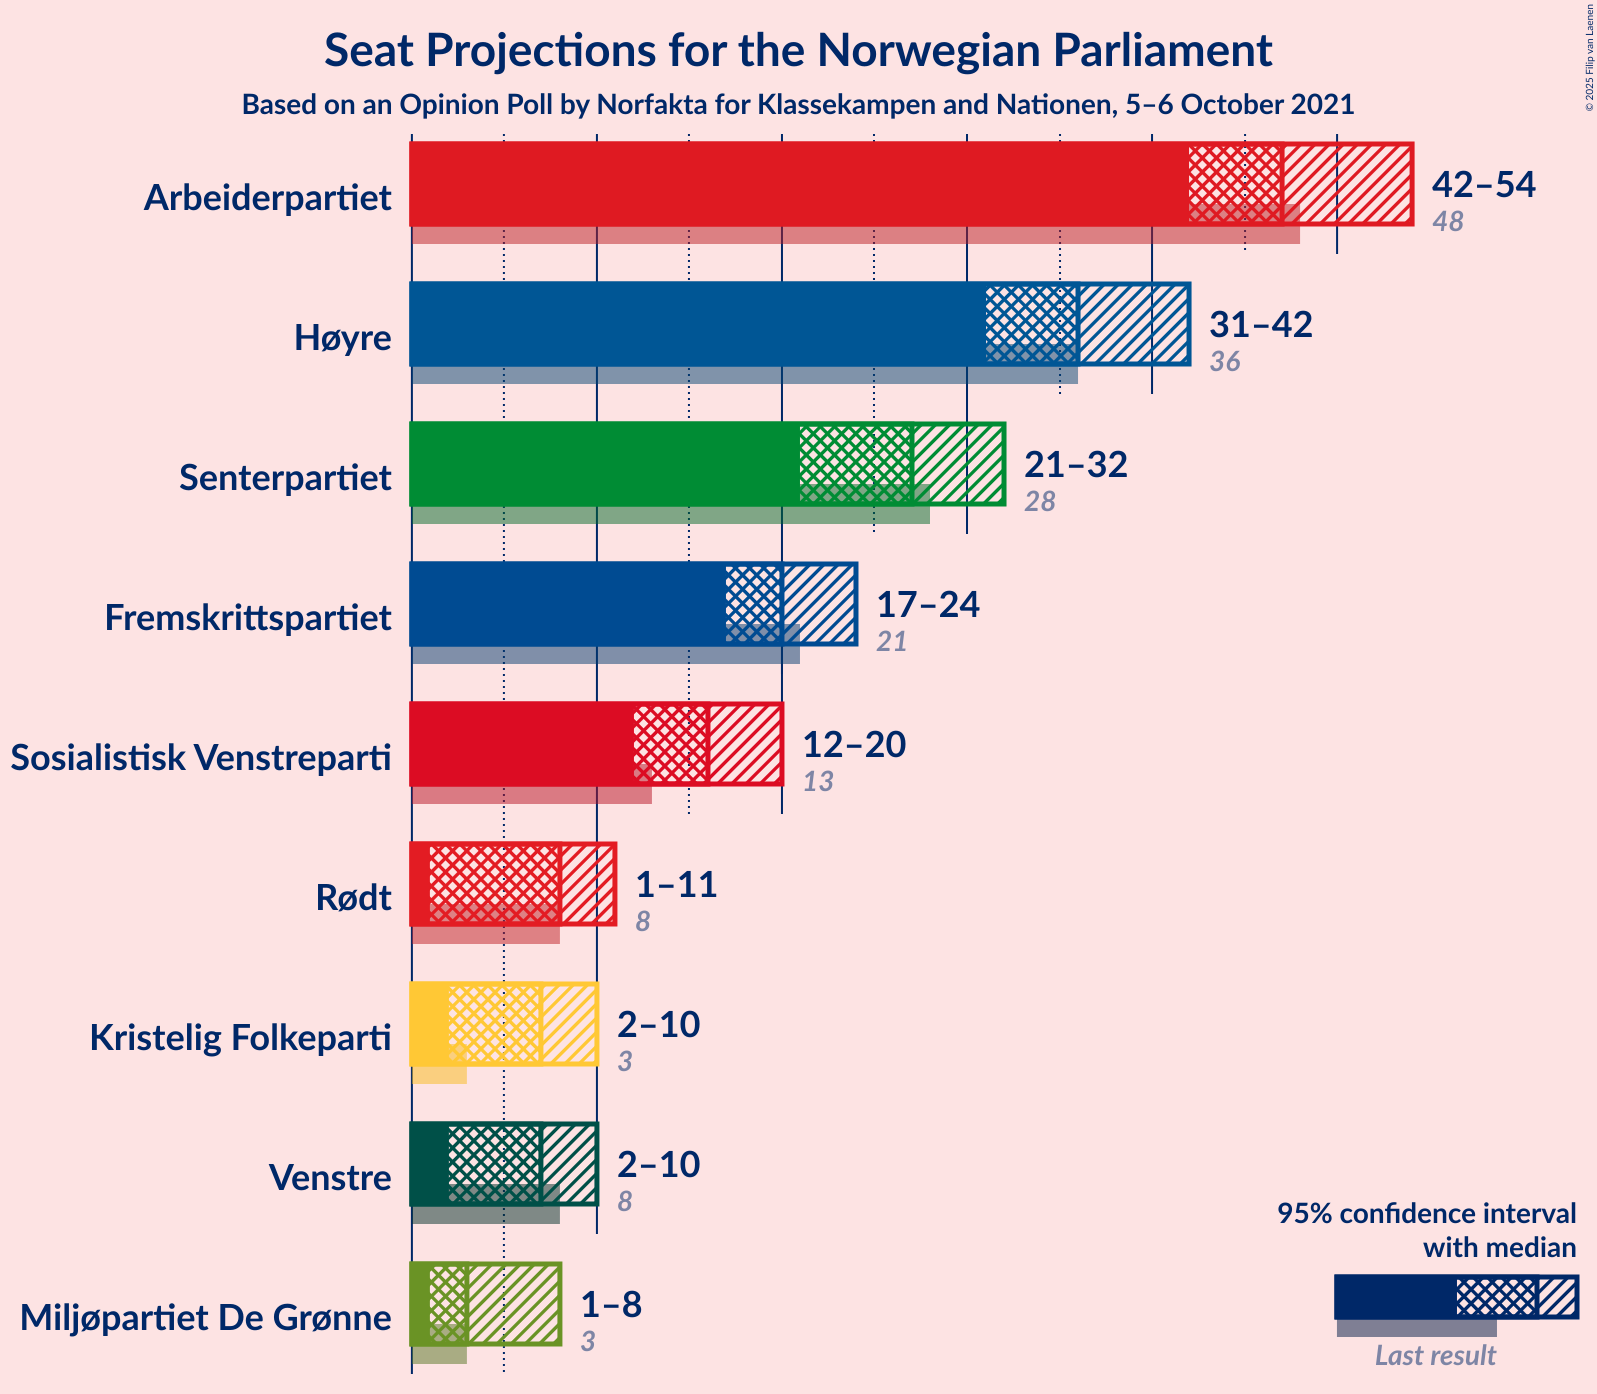 Seat Projections for the Norwegian Parliament
Based on an Opinion Poll by Norfakta for Klassekampen and Nationen, 5–6 October 2021
© 2025 Filip van Laenen
Arbeiderpartiet
42–54
48
Høyre
31–42
36
Senterpartiet
21–32
28
Fremskrittspartiet
17–24
21
Sosialistisk Venstreparti
12–20
13
Rødt
1–11
8
Kristelig Folkeparti
2–10
3
Venstre
2–10
8
Miljøpartiet De Grønne
1–8
3
95% confidence interval
with median
Last result